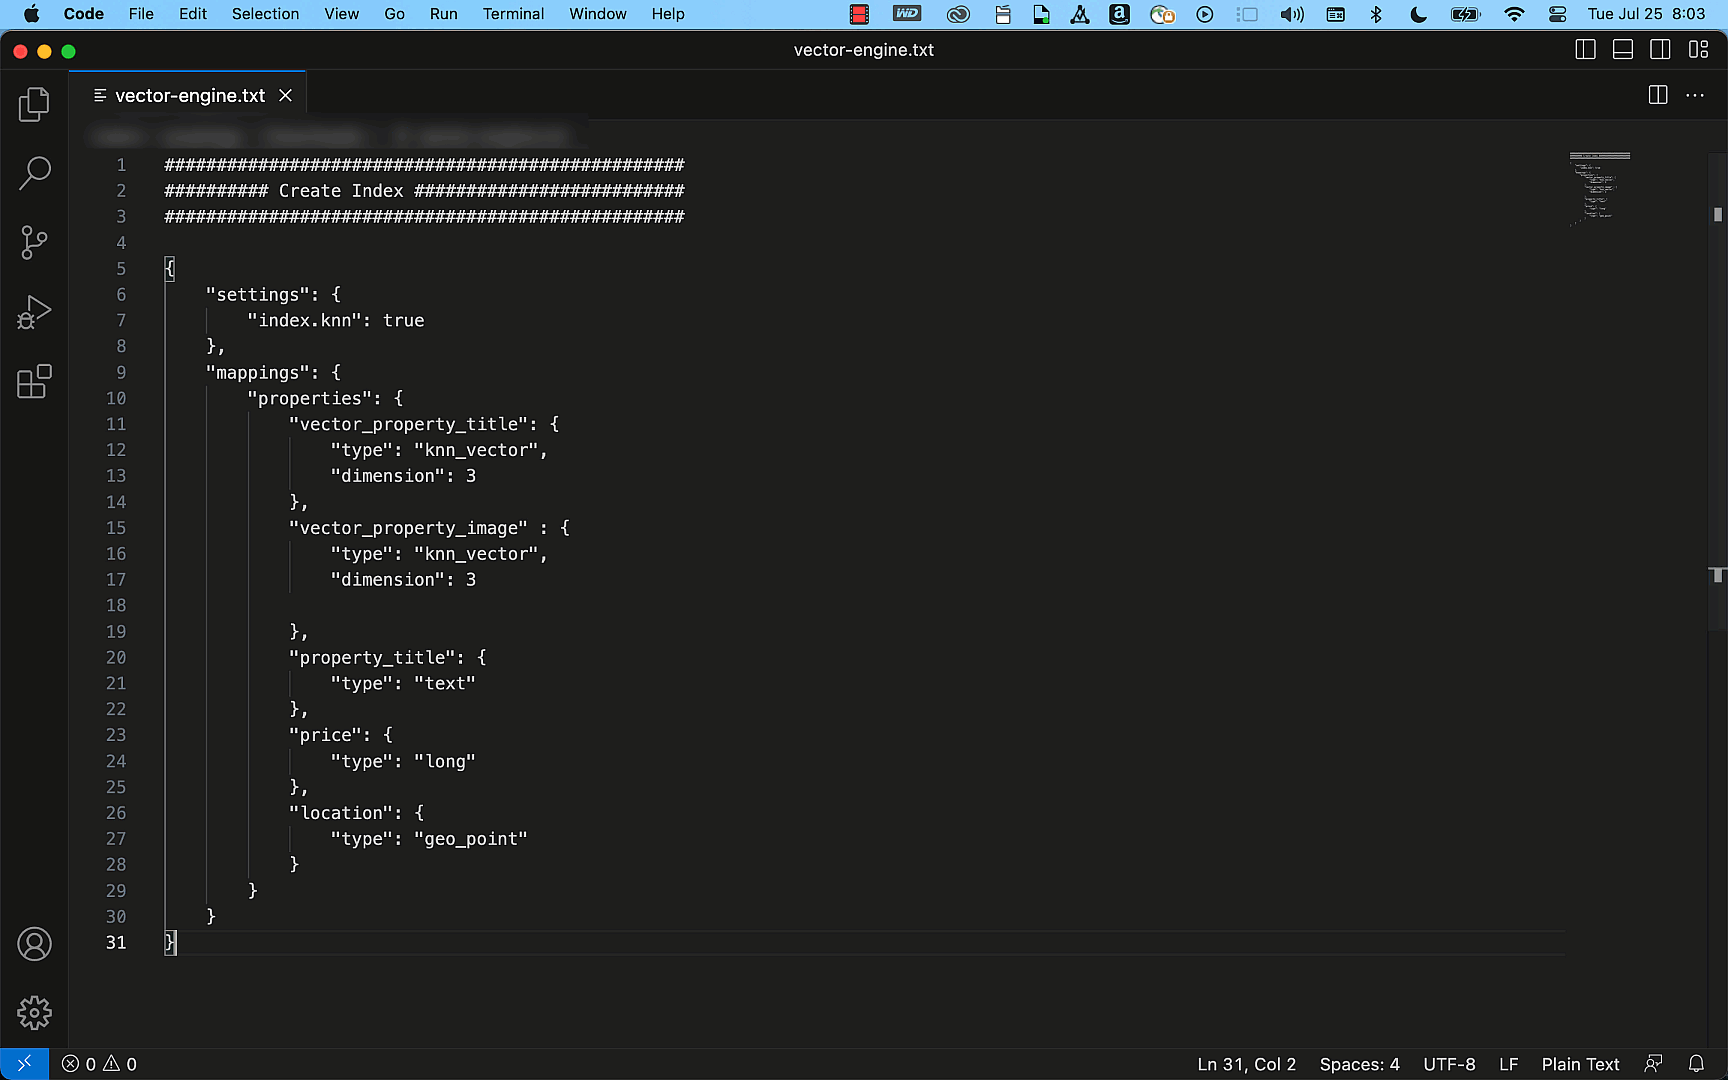 Code File Edit Selection View Go Run Terminal Window Help WD a Tue Jul 25 8:03
vector-engine.txt
vector-engine.txt
1 ##################################################
2 ########## Create Index ##########################
3 ##################################################
4
5 {
6 "settings": {
7 "index.knn": true
8 },
9 "mappings": {
10 "properties": {
11 "vector_property_title": {
12 "type": "knn_vector",
13 "dimension": 3
14 },
15 "vector_property_image" : {
16 "type": "knn_vector",
17 "dimension": 3
18
19 },
20 "property_title": {
21 "type": "text"
22 },
23 "price": {
24 "type": "long"
25 },
26 "location": {
27 "type": "geo_point"
28 }
29 }
30 }
31 }
0 0 Ln 31, Col 2 Spaces: 4 UTF-8 LF Plain Text